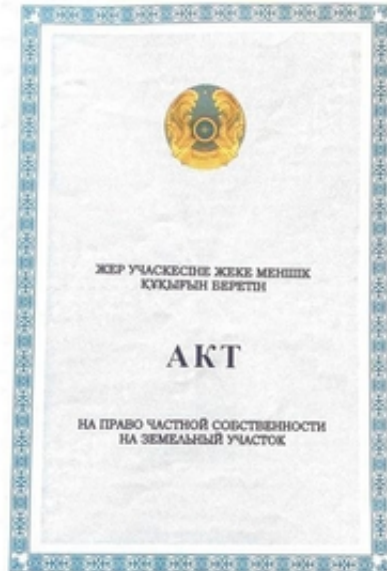 ЖЕР УЧАСКЕСІНЕ ЖЕКЕ МЕНШІК
ҚҰҚЫҒЫН БЕРЕТІН
АКТ
НА ПРАВО ЧАСТНОЙ СОБСТВЕННОСТИ
НА ЗЕМЕЛЬНЫЙ УЧАСТОК